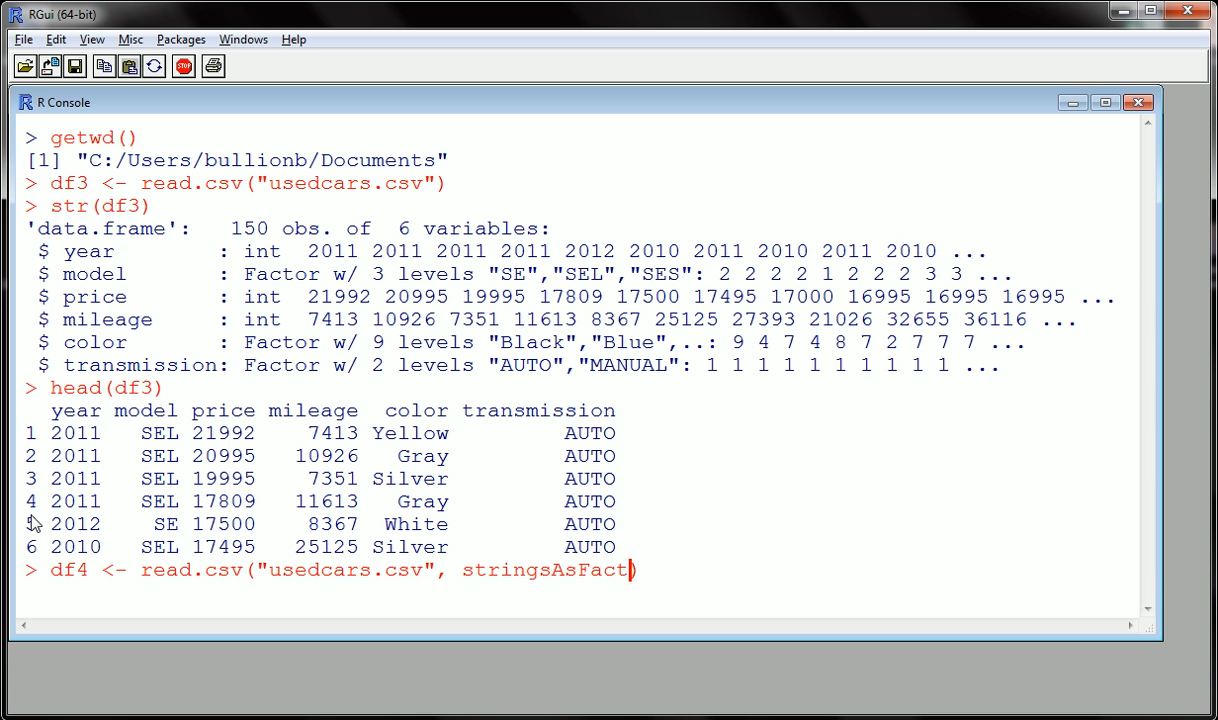 RGui (64-bit)
File Edit View Misc Packages Windows Help
STOP
R Console
> getwd()
[1] "C:/Users/bullionb/Documents"
> df3 <- read.csv("usedcars.csv")
> str(df3)
'data.frame':   150 obs. of  6 variables:
 $ year        : int  2011 2011 2011 2011 2012 2010 2011 2010 2011 2010 ...
 $ model       : Factor w/ 3 levels "SE","SEL","SES": 2 2 2 2 1 2 2 2 3 3 ...
 $ price       : int  21992 20995 19995 17809 17500 17495 17000 16995 16995 16995 ...
 $ mileage     : int  7413 10926 7351 11613 8367 25125 27393 21026 32655 36116 ...
 $ color       : Factor w/ 9 levels "Black","Blue",..: 9 4 7 4 8 7 2 7 7 7 ...
 $ transmission: Factor w/ 2 levels "AUTO","MANUAL": 1 1 1 1 1 1 1 1 1 1 ...
> head(df3)
  year model price mileage  color transmission
1 2011   SEL 21992    7413 Yellow         AUTO
2 2011   SEL 20995   10926   Gray         AUTO
3 2011   SEL 19995    7351 Silver         AUTO
4 2011   SEL 17809   11613   Gray         AUTO
5 2012    SE 17500    8367  White         AUTO
6 2010   SEL 17495   25125 Silver         AUTO
> df4 <- read.csv("usedcars.csv", stringsAsFact)